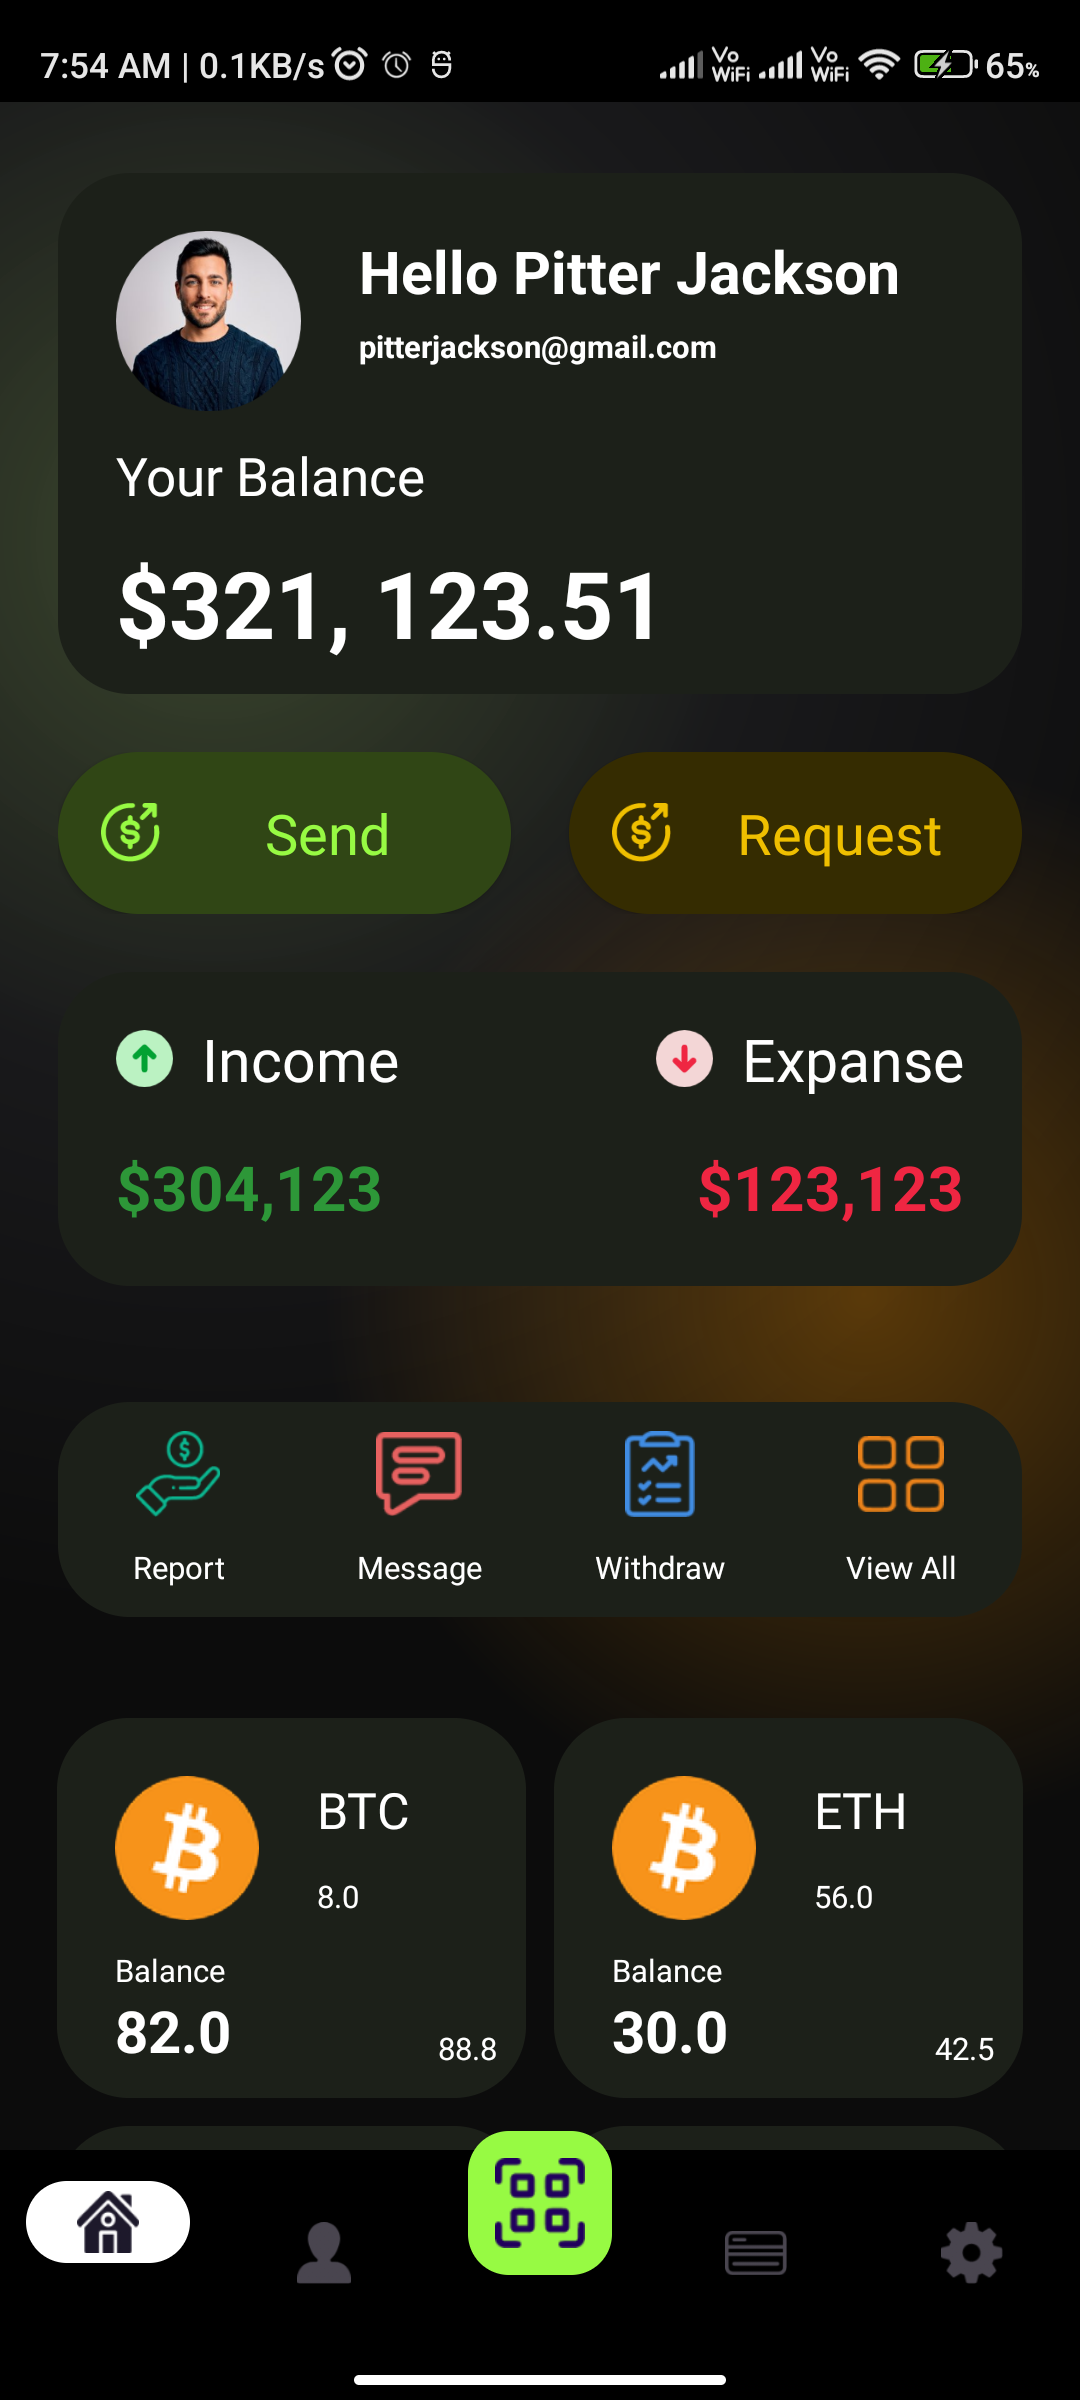 7:54 AM | 0.1KB/s
Vo WiFi Vo WiFi 65%
Hello Pitter Jackson
pitterjackson@gmail.com
Your Balance
$321, 123.51
Send Request
Income Expanse
$304,123 $123,123
Report Message Withdraw View All
BTC ETH
8.0 56.0
Balance Balance
82.0 88.8 30.0 42.5